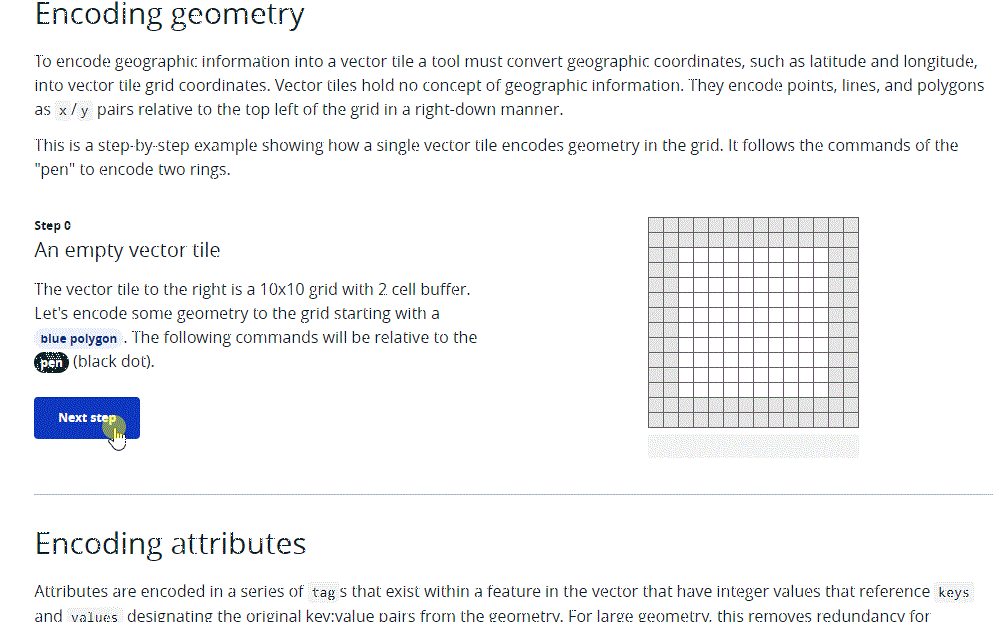 Encoding geometry
To encode geographic information into a vector tile a tool must convert geographic coordinates, such as latitude and longitude,
into vector tile grid coordinates. Vector tiles hold no concept of geographic information. They encode points, lines, and polygons
as x / y pairs relative to the top left of the grid in a right-down manner.
This is a step-by-step example showing how a single vector tile encodes geometry in the grid. It follows the commands of the
"pen" to encode two rings.
Step 0
An empty vector tile
The vector tile to the right is a 10x10 grid with 2 cell buffer.
Let's encode some geometry to the grid starting with a
blue polygon . The following commands will be relative to the
pen (black dot).
Next step
Encoding attributes
Attributes are encoded in a series of tag s that exist within a feature in the vector that have integer values that reference keys
and values designating the original key:value pairs from the geometry. For large geometry, this removes redundancy for